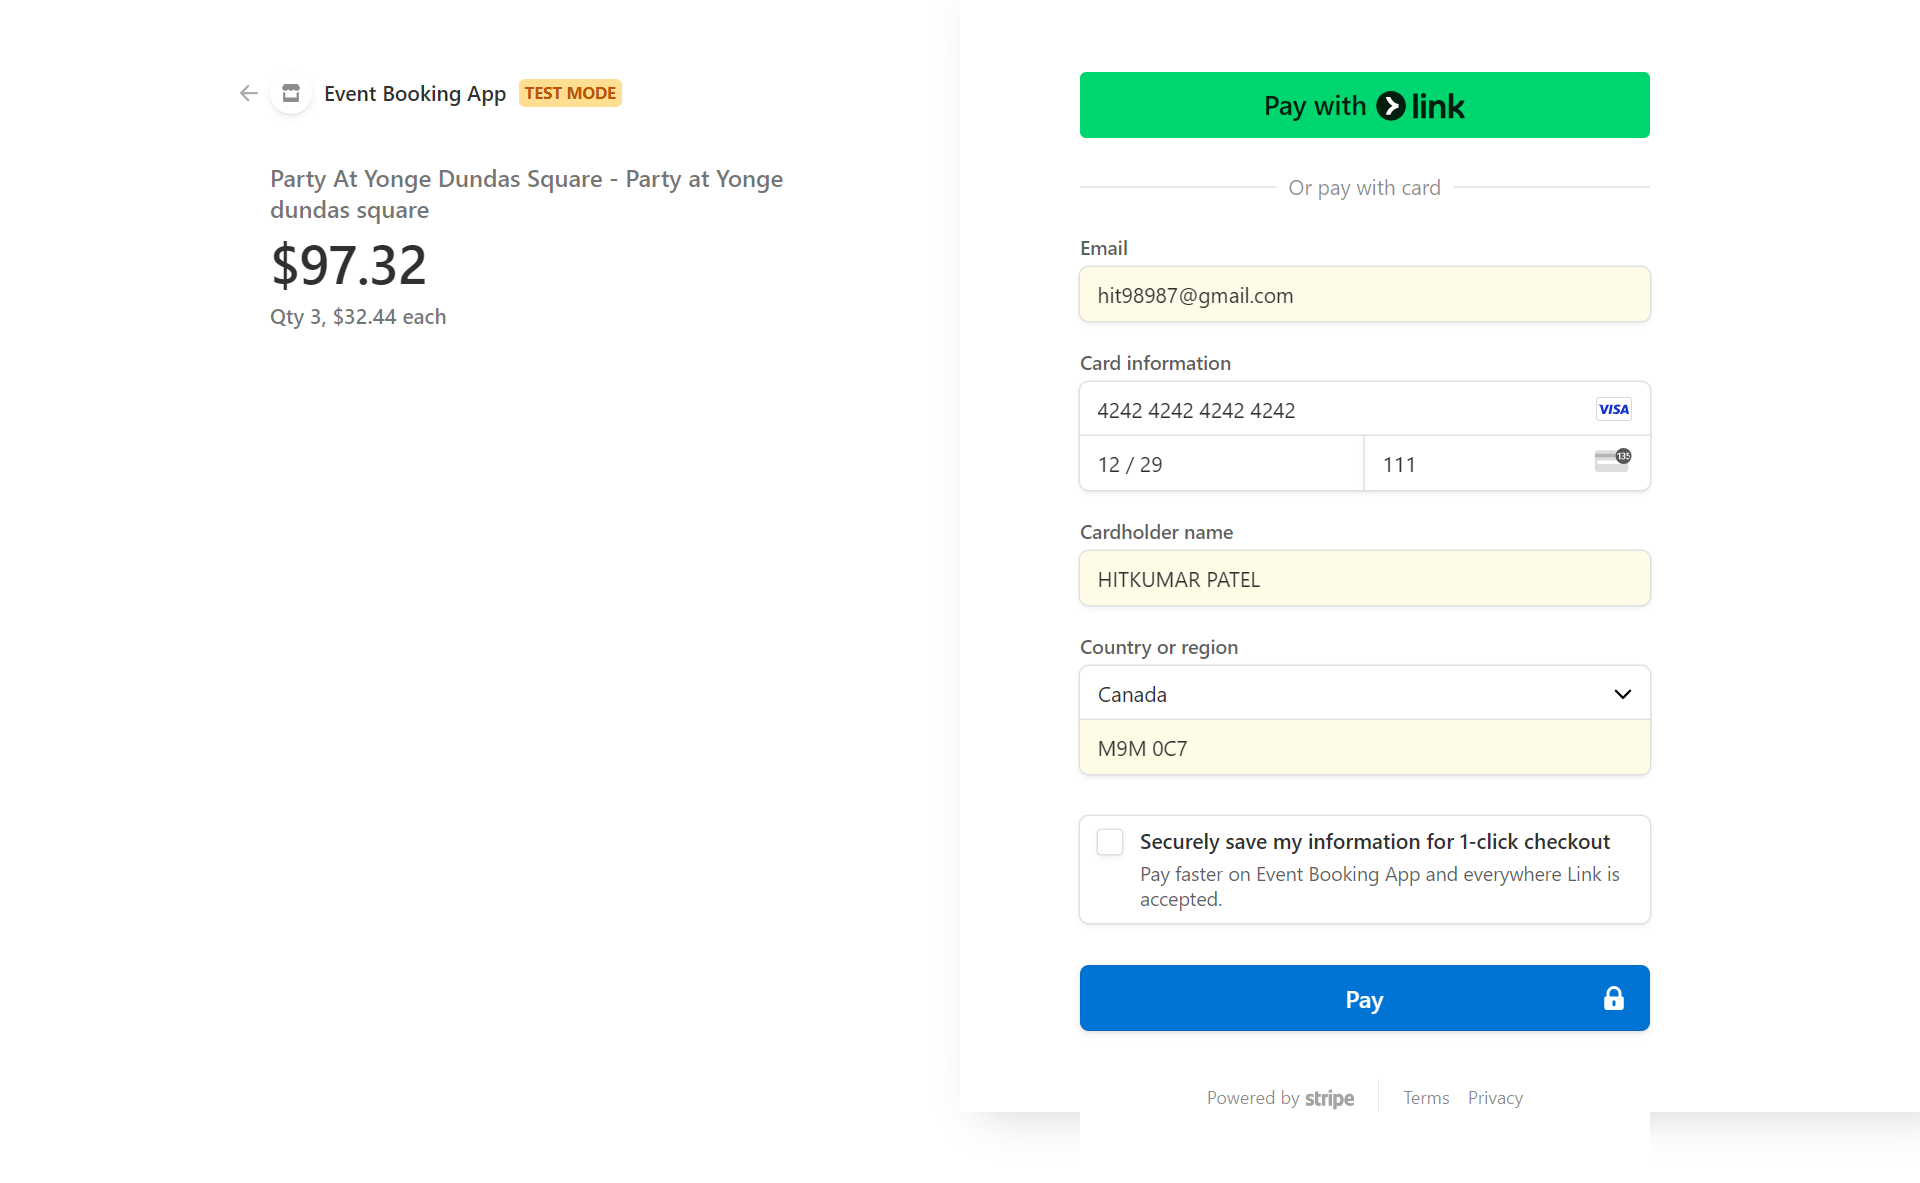 Event Booking App TEST MODE
Party At Yonge Dundas Square - Party at Yonge
dundas square
$97.32
Qty 3, $32.44 each
Pay with link
Or pay with card
Email
hit98987@gmail.com
Card information
4242 4242 4242 4242 VISA
12 / 29 111 135
Cardholder name
HITKUMAR PATEL
Country or region
Canada
M9M 0C7
Securely save my information for 1-click checkout
Pay faster on Event Booking App and everywhere Link is
accepted.
Pay
Powered by stripe Terms Privacy